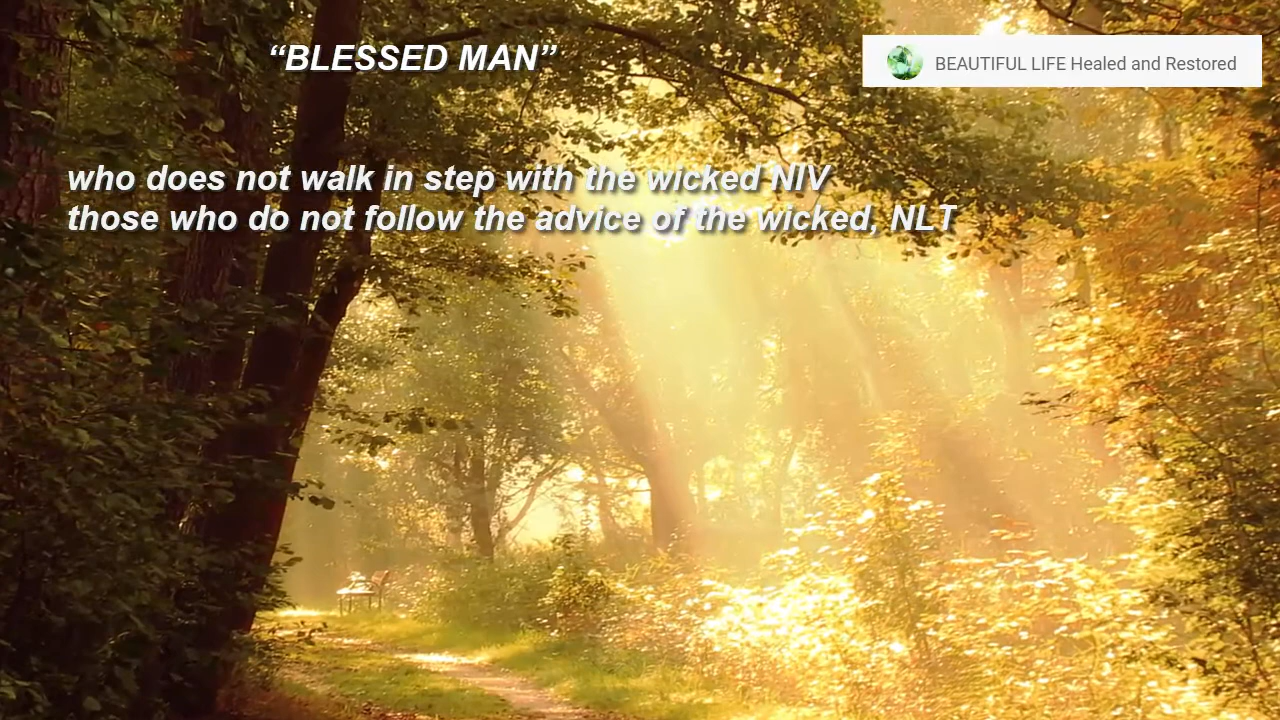 “BLESSED MAN”
BEAUTIFUL LIFE Healed and Restored
who does not walk in step with the wicked NIV
those who do not follow the advice of the wicked, NLT